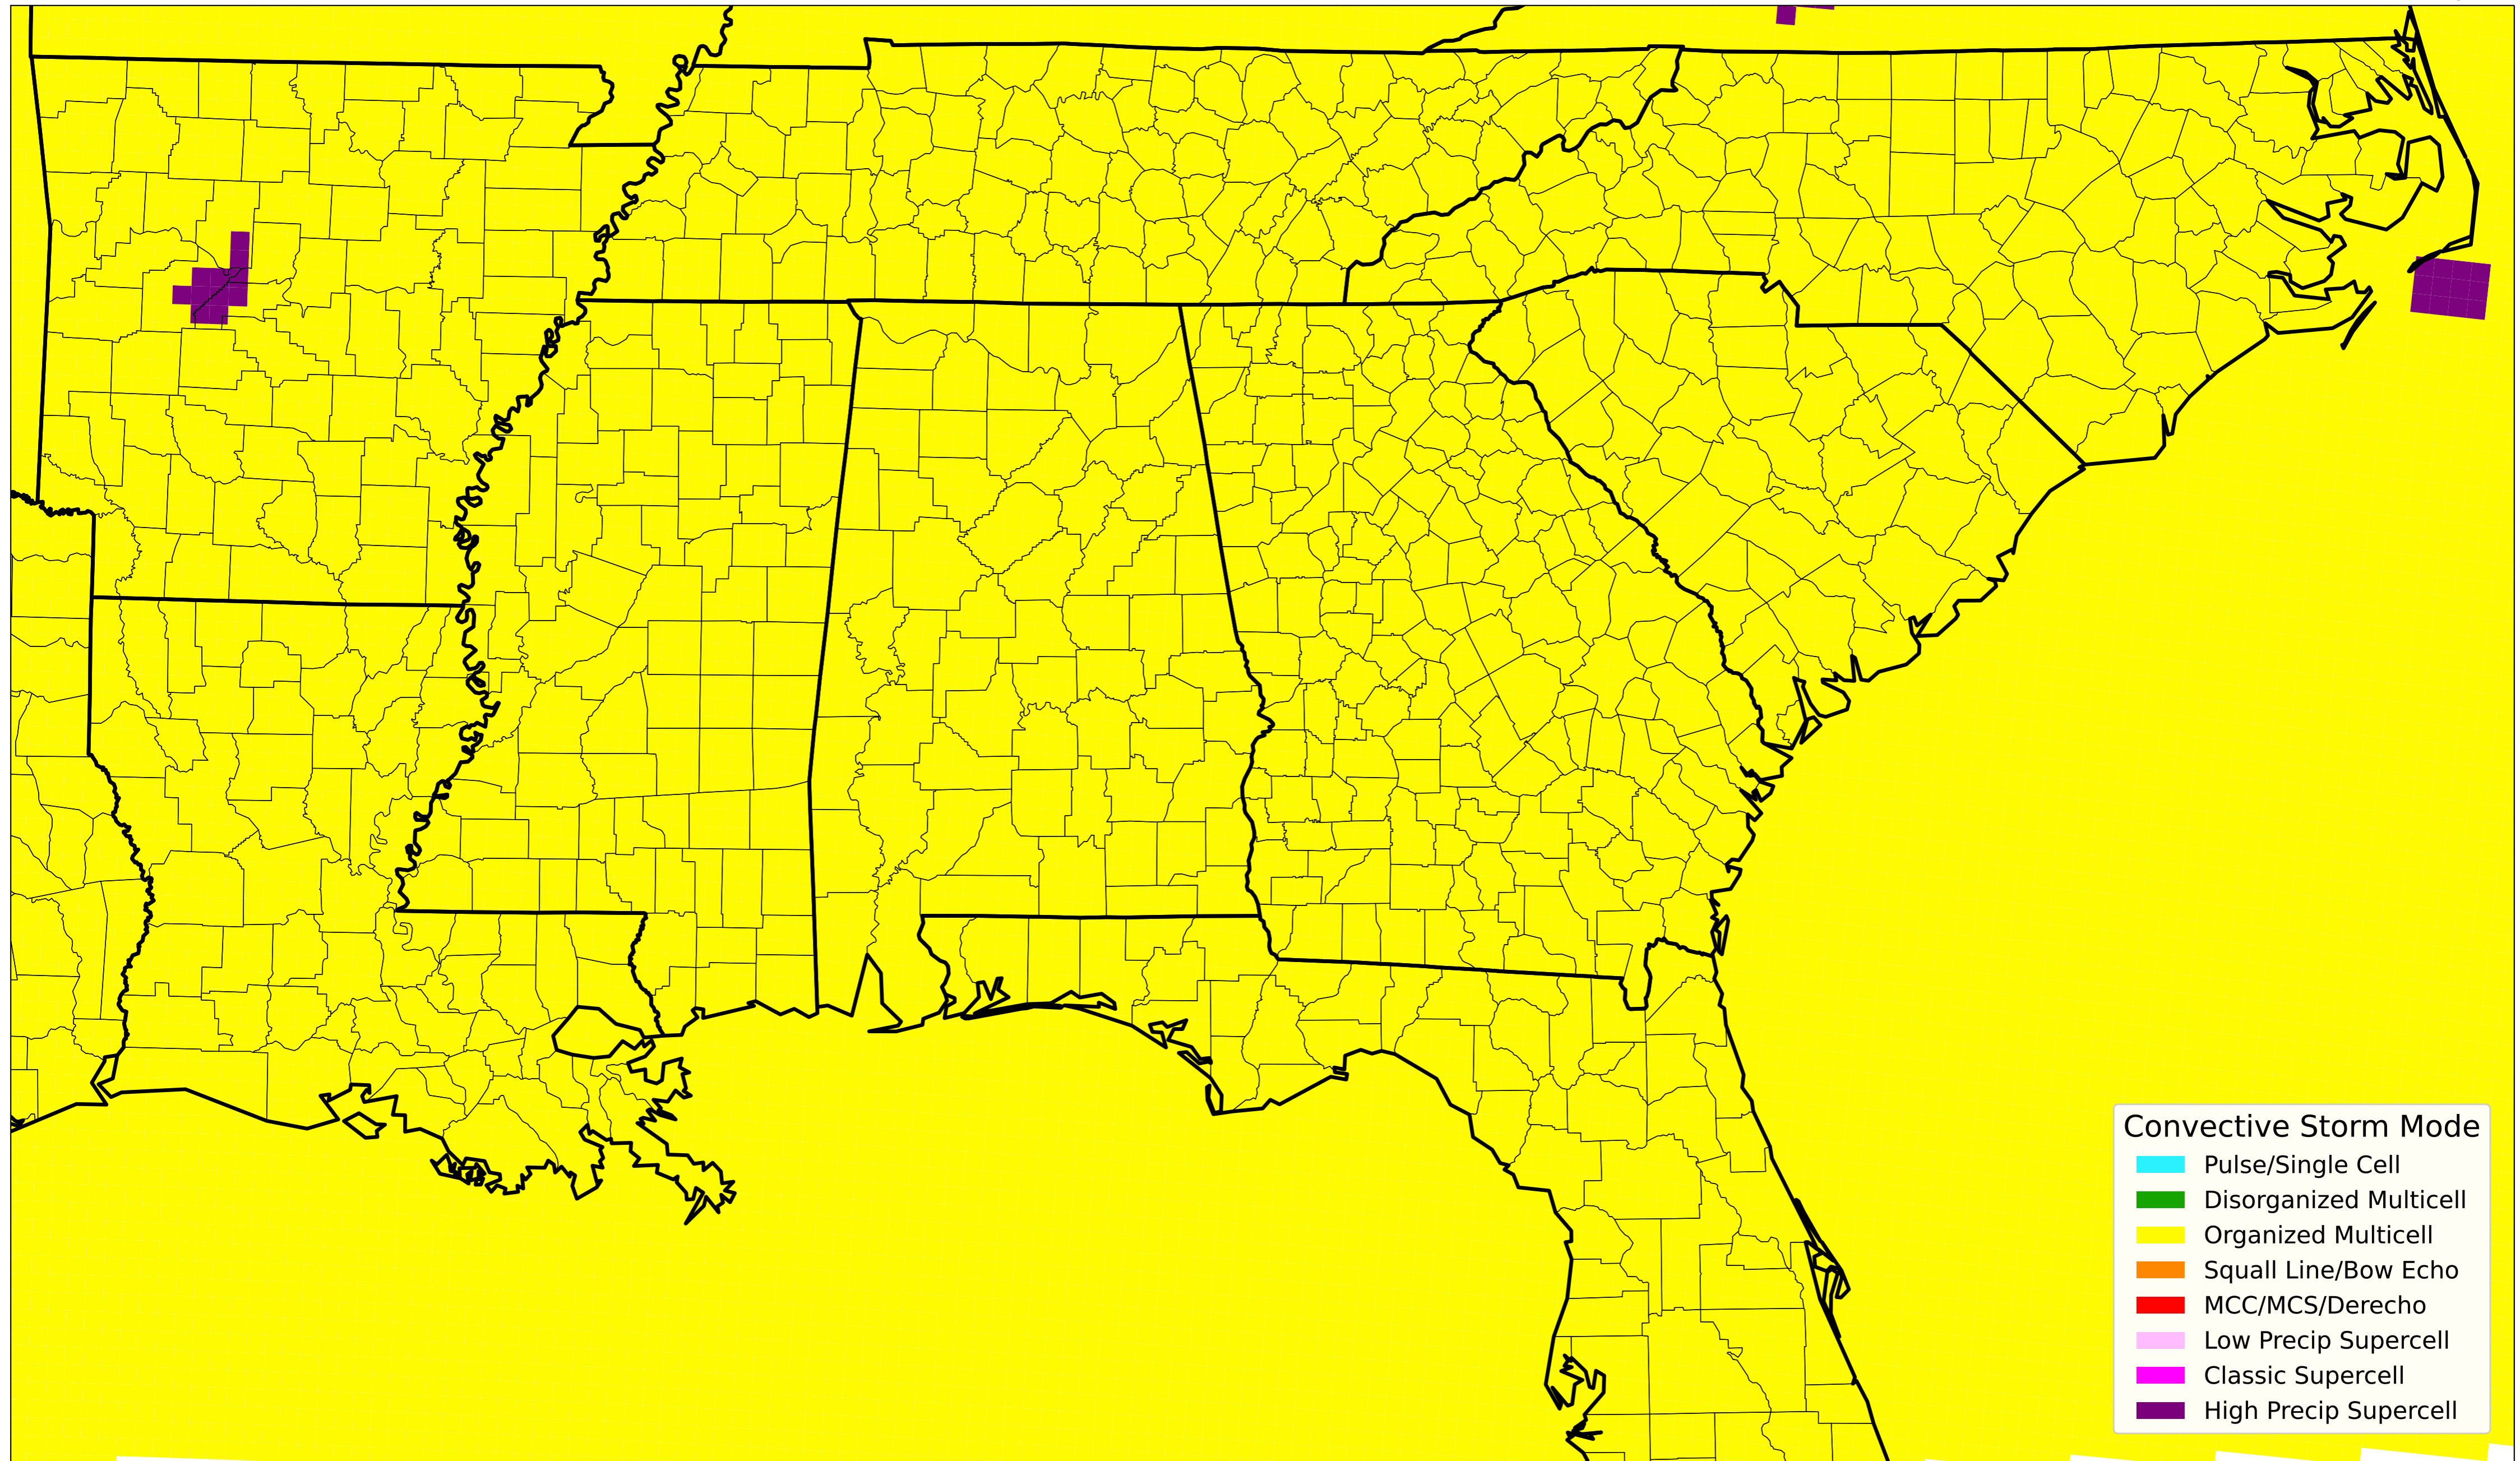 Convective Storm Mode
Pulse/Single Cell
Disorganized Multicell
Organized Multicell
Squall Line/Bow Echo
MCC/MCS/Derecho
Low Precip Supercell
Classic Supercell
High Precip Supercell